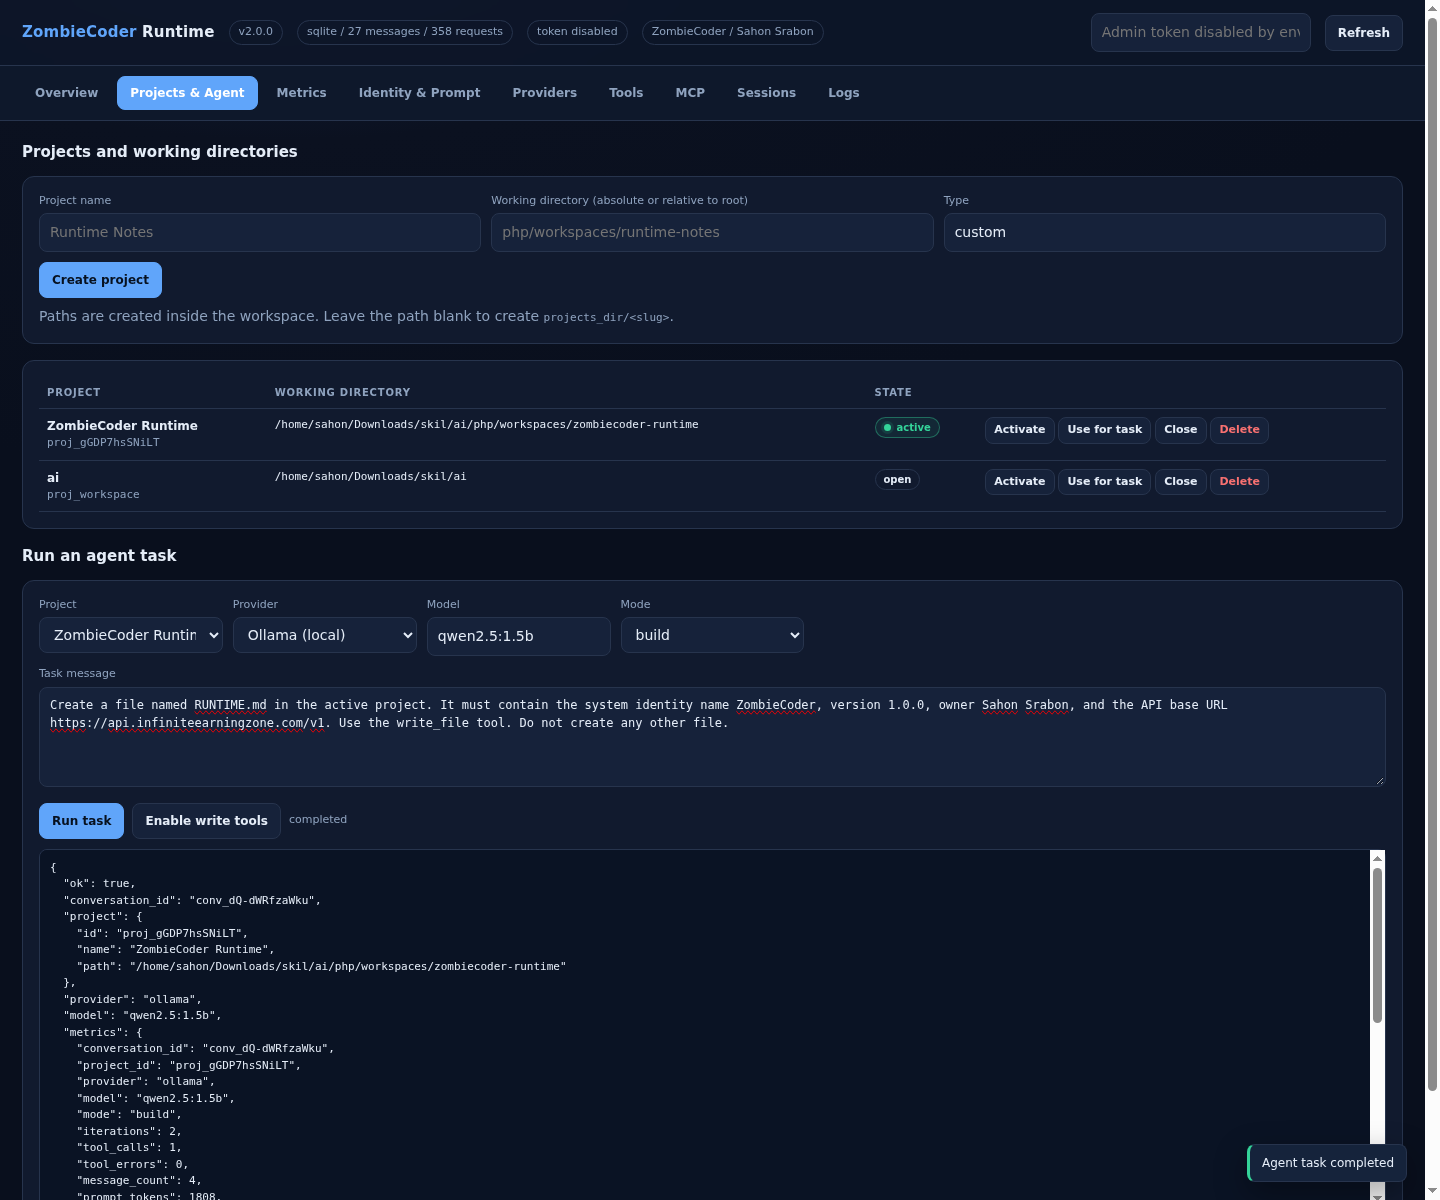 ZombieCoder Runtime v2.0.0 sqlite / 27 messages / 358 requests token disabled ZombieCoder / Sahon Srabon Admin token disabled by env Refresh
Overview Projects & Agent Metrics Identity & Prompt Providers Tools MCP Sessions Logs
Projects and working directories
Project name Working directory (absolute or relative to root) Type
Runtime Notes php/workspaces/runtime-notes custom
Create project
Paths are created inside the workspace. Leave the path blank to create projects_dir/<slug>.
PROJECT WORKING DIRECTORY STATE
ZombieCoder Runtime /home/sahon/Downloads/skil/ai/php/workspaces/zombiecoder-runtime active Activate Use for task Close Delete
proj_gGDP7hsSNiLT
ai /home/sahon/Downloads/skil/ai open Activate Use for task Close Delete
proj_workspace
Run an agent task
Project Provider Model Mode
ZombieCoder Runtin Ollama (local) qwen2.5:1.5b build
Task message
Create a file named RUNTIME.md in the active project. It must contain the system identity name ZombieCoder, version 1.0.0, owner Sahon Srabon, and the API base URL
https://api.infiniteearningzone.com/v1. Use the write_file tool. Do not create any other file.
Run task Enable write tools completed
{
"ok": true,
"conversation_id": "conv_dQ-dWRfzaWku",
"project": {
"id": "proj_gGDP7hsSNiLT",
"name": "ZombieCoder Runtime",
"path": "/home/sahon/Downloads/skil/ai/php/workspaces/zombiecoder-runtime"
},
"provider": "ollama",
"model": "qwen2.5:1.5b",
"metrics": {
"conversation_id": "conv_dQ-dWRfzaWku",
"project_id": "proj_gGDP7hsSNiLT",
"provider": "ollama",
"model": "qwen2.5:1.5b",
"mode": "build",
"iterations": 2,
"tool_calls": 1,
"tool_errors": 0,
"message_count": 4,
"prompt_tokens": 1808,
Agent task completed